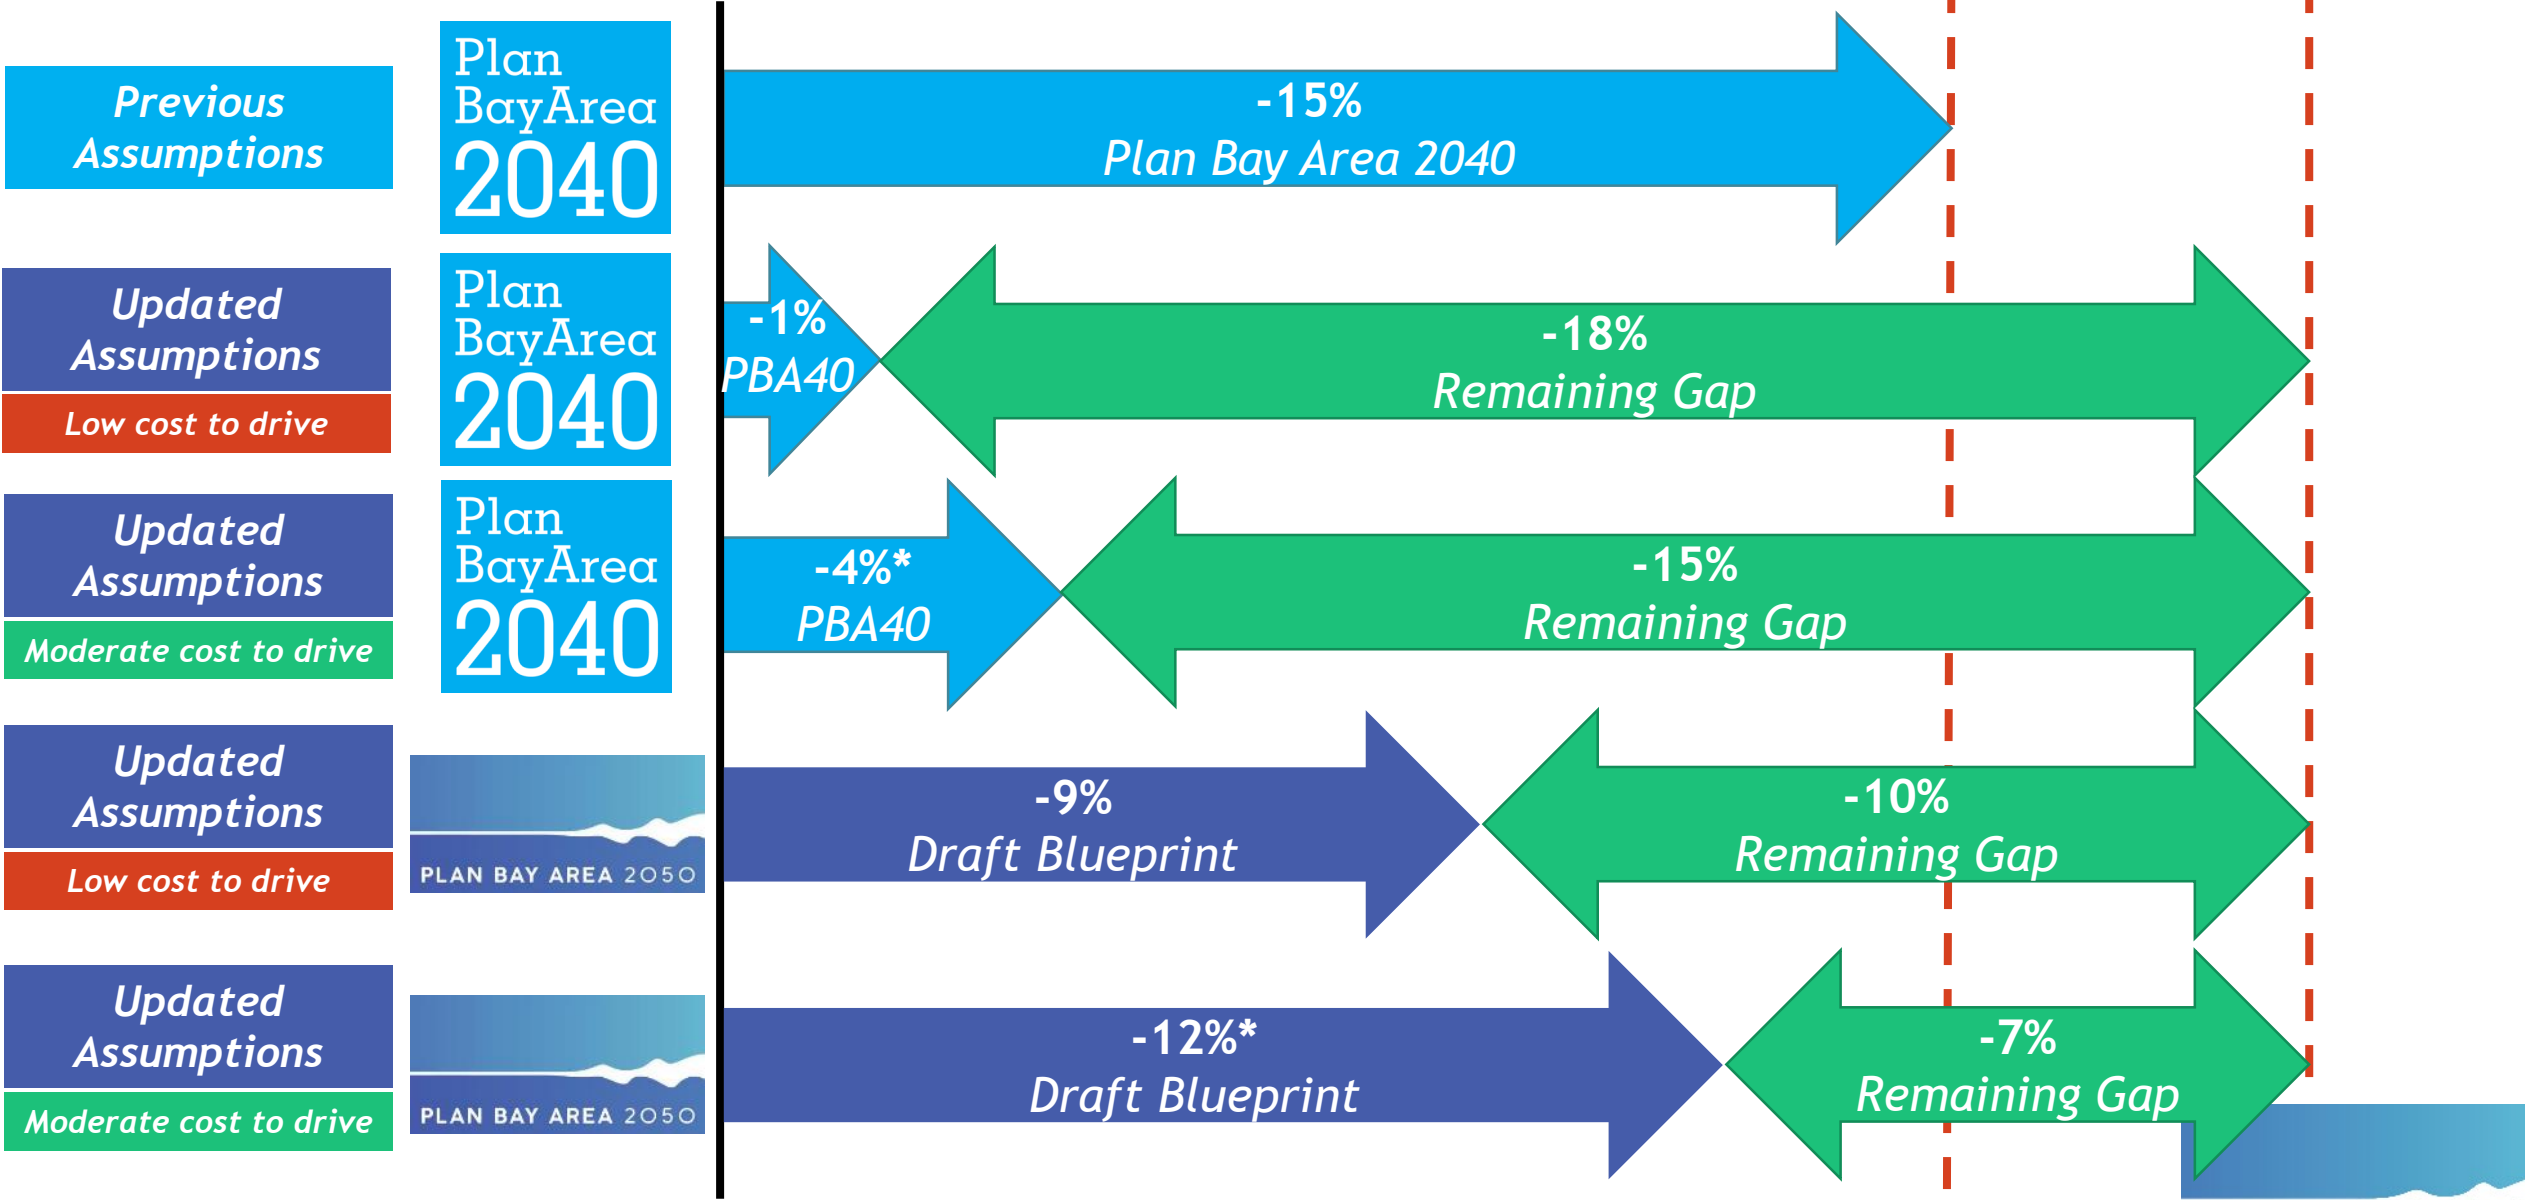 Previous
Assumptions
Plan
BayArea
2040
-15%
Plan Bay Area 2040
Updated
Assumptions
Low cost to drive
Plan
BayArea
2040
-1%
PBA40
-18%
Remaining Gap
Updated
Assumptions
Moderate cost to drive
Plan
BayArea
2040
-4%*
PBA40
-15%
Remaining Gap
Updated
Assumptions
Low cost to drive
PLAN BAY AREA 2050
-9%
Draft Blueprint
-10%
Remaining Gap
Updated
Assumptions
Moderate cost to drive
PLAN BAY AREA 2050
-12%*
Draft Blueprint
-7%
Remaining Gap